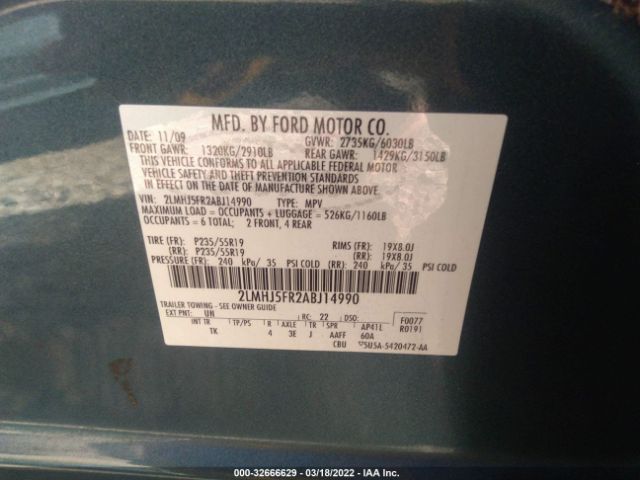 MFD. BY FORD MOTOR CO.
DATE: 11/09 GVWR: 2735KG/6030LB
FRONT GAWR: 1320KG/2910LB REAR GAWR: 1429KG/3150LB
THIS VEHICLE CONFORMS TO ALL APPLICABLE FEDERAL MOTOR
VEHICLE SAFETY AND THEFT PREVENTION STANDARDS
IN EFFECT ON THE DATE OF MANUFACTURE SHOWN ABOVE.
VIN: 2LMHJ5FR2ABJ14990 TYPE: MPV
MAXIMUM LOAD = OCCUPANTS + LUGGAGE = 526KG/1160LB
OCCUPANTS = 6 TOTAL; 2 FRONT, 4 REAR
TIRE (FR): P235/55R19 RIMS (FR): 19X8.0J
(RR): P235/55R19 (RR): 19X8.0J
PRESSURE (FR): 240 kPa/ 35 PSI COLD (RR): 240 kPa/ 35 PSI COLD
2LMHJ5FR2ABJ14990
TRAILER TOWING - SEE OWNER GUIDE
EXT PNT: UN RC: 22 DSO: F0077
R0191
INT TR TP/PS R AXLE TR SPR AP41L
TK 4 3E J AAFF 60A
CBU 5U5A-5420472-AA
00-32666629 / 03/18/2022 - IAA Inc.